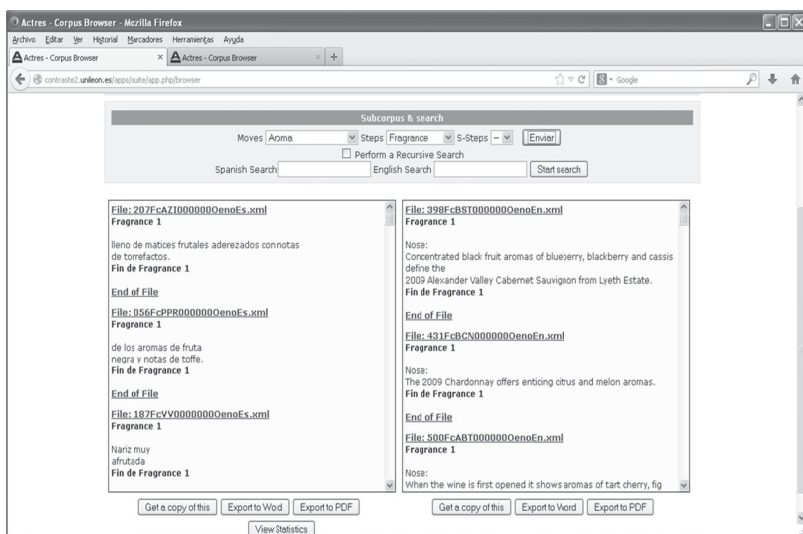 Actres - Corpus Browser - Mozilla Firefox
Archivo Editar Ver Historial Marcadores Herramientas Ayuda
Actres - Corpus Browser × Actres - Corpus Browser × +
contraste2.unileon.es/apps/suite/app.php/browser Google
Subcorpus & search
Moves Aroma Steps Fragrance S-Steps -- Enviar
Perform a Recursive Search
Spanish Search English Search Start search
File: 207FcAZI000000OenoEs.xml
Fragrance 1
lleno de matices frutales aderezados con notas
de torrefactos.
Fin de Fragrance 1
End of File
File: 056FcPPR000000OenoEs.xml
Fragrance 1
de los aromas de fruta
negra y notas de toffe.
Fin de Fragrance 1
End of File
File: 187FcVV0000000OenoEs.xml
Fragrance 1
Nariz muy
afrutada
Fin de Fragrance 1
File: 398FcBST000000OenoEn.xml
Fragrance 1
Nose:
Concentrated black fruit aromas of blueberry, blackberry and cassis
define the
2009 Alexander Valley Cabernet Sauvignon from Lyeth Estate.
Fin de Fragrance 1
End of File
File: 431FcBCN000000OenoEn.xml
Fragrance 1
Nose:
The 2009 Chardonnay offers enticing citrus and melon aromas.
Fin de Fragrance 1
End of File
File: 500FcABT000000OenoEn.xml
Fragrance 1
Nose:
When the wine is first opened it shows aromas of tart cherry, fig
Get a copy of this Export to Word Export to PDF
Get a copy of this Export to Word Export to PDF
View Statistics